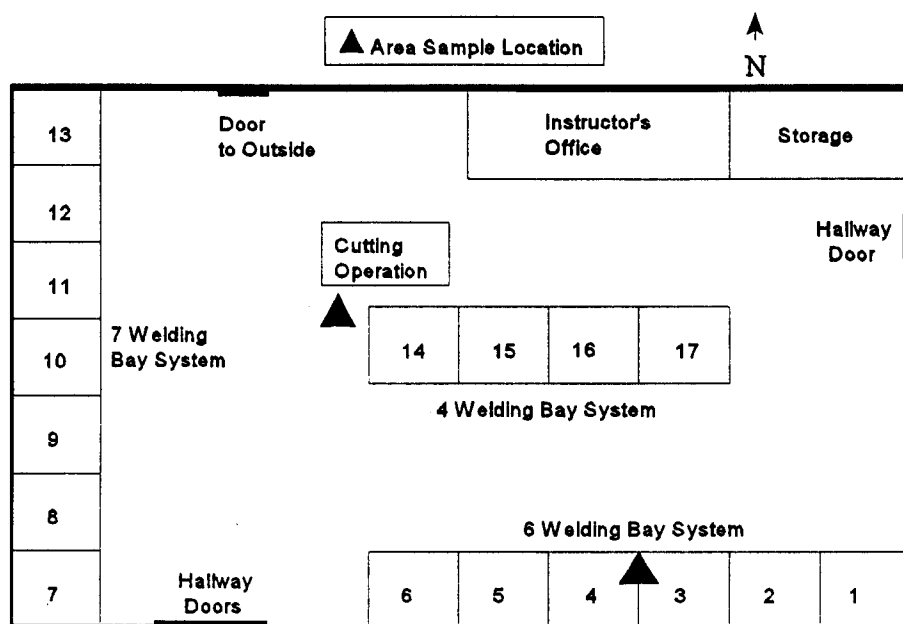 ▲ Area Sample Location
N
13
Door
to Outside
Instructor's
Office
Storage
12
Hallway
Door
Cutting
Operation
11
7 Welding
Bay System
10
14
15
16
17
4 Welding Bay System
9
8
6 Welding Bay System
7
Hallway
Doors
6
5
4
3
2
1